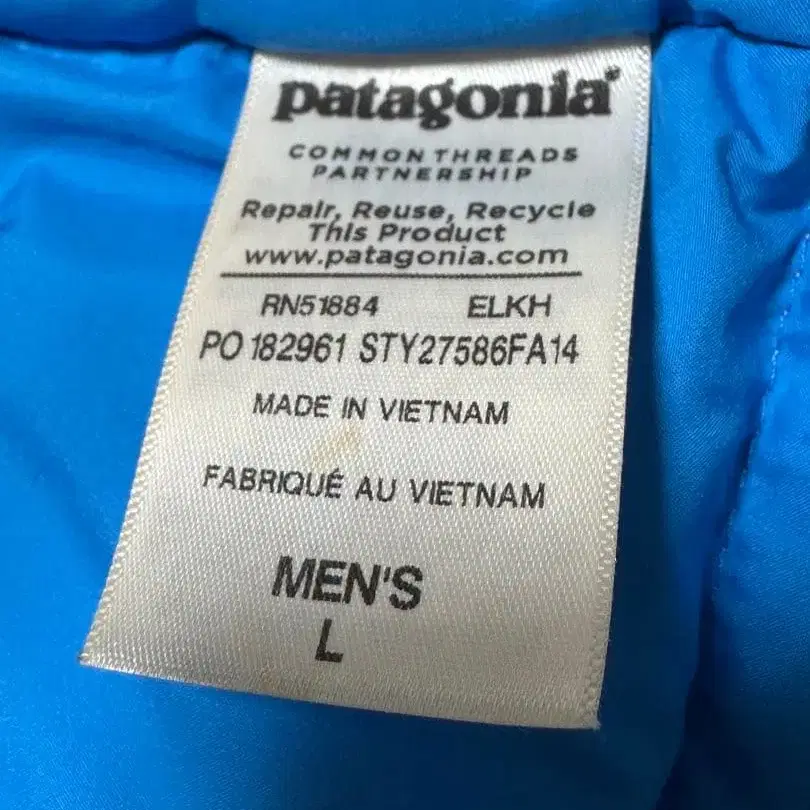 patagonia®
COMMON THREADS
PARTNERSHIP
Repair, Reuse, Recycle
This Product
www.patagonia.com
RN51884 ELKH
PO 182961 STY27586FA14
MADE IN VIETNAM
FABRIQUÉ AU VIETNAM
MEN'S
L